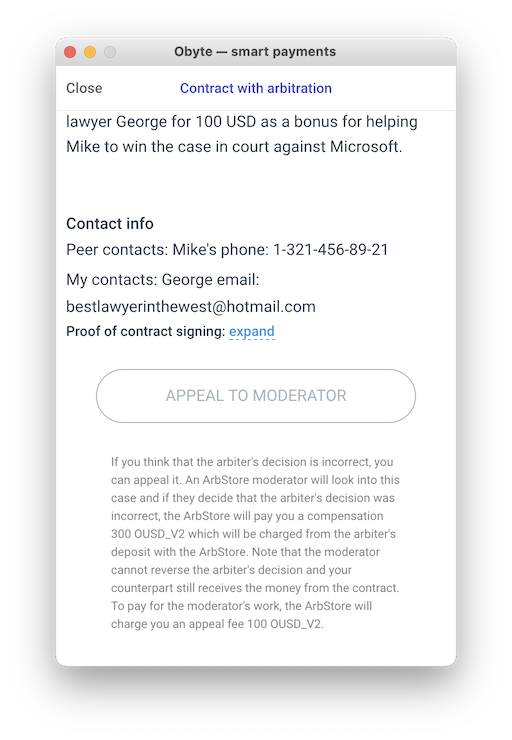 Obyte — smart payments
Close
Contract with arbitration
lawyer George for 100 USD as a bonus for helping
Mike to win the case in court against Microsoft.
Contact info
Peer contacts: Mike's phone: 1-321-456-89-21
My contacts: George email:
bestlawyerinthewest@hotmail.com
Proof of contract signing: expand
APPEAL TO MODERATOR
If you think that the arbiter's decision is incorrect, you
can appeal it. An ArbStore moderator will look into this
case and if they decide that the arbiter's decision was
incorrect, the ArbStore will pay you a compensation
300 OUSD_V2 which will be charged from the arbiter's
deposit with the ArbStore. Note that the moderator
cannot reverse the arbiter's decision and your
counterpart still receives the money from the contract.
To pay for the moderator's work, the ArbStore will
charge you an appeal fee 100 OUSD_V2.